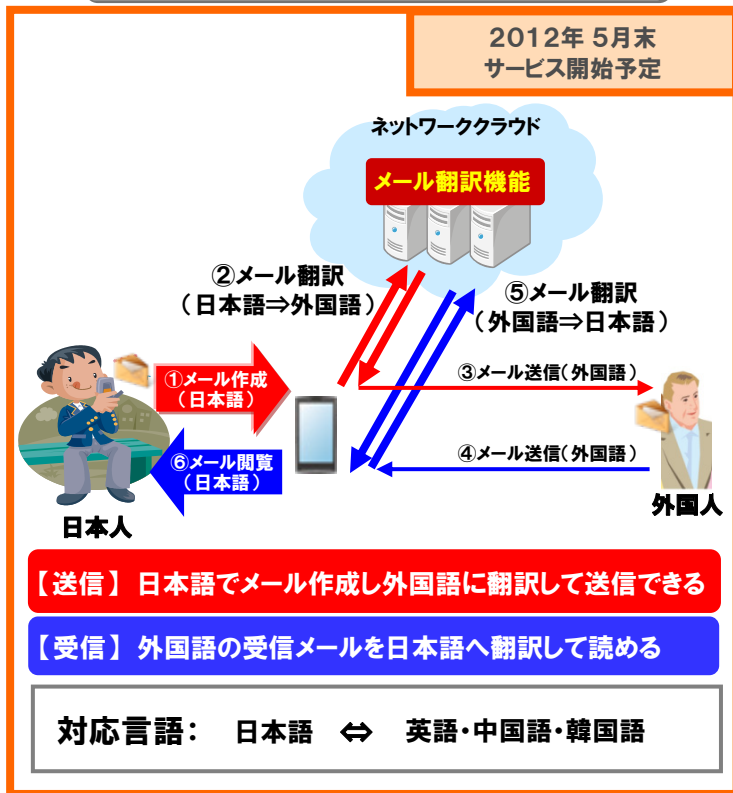 2012年 5月末
サービス開始予定
ネットワーククラウド
メール翻訳機能
②メール翻訳
（日本語⇒外国語）
⑤メール翻訳
（外国語⇒日本語）
①メール作成
（日本語）
③メール送信（外国語）
④メール送信（外国語）
⑥メール閲覧
（日本語）
日本人
外国人
【送信】 日本語でメール作成し外国語に翻訳して送信できる
【受信】 外国語の受信メールを日本語へ翻訳して読める
対応言語： 日本語 ⇔ 英語・中国語・韓国語